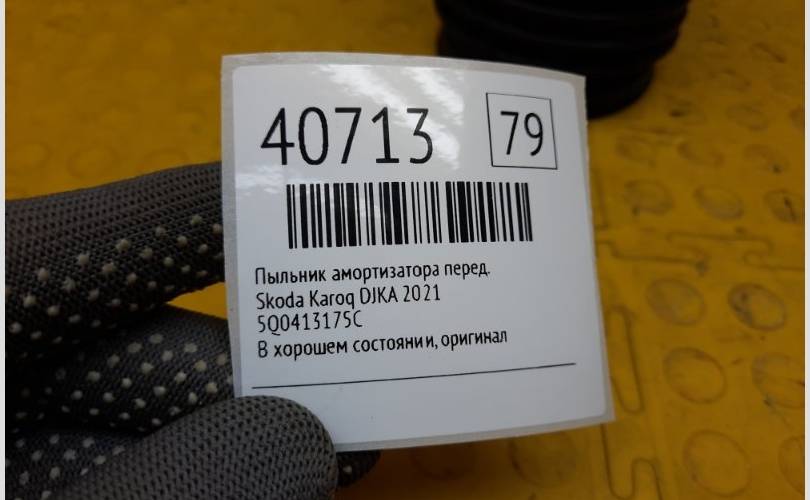 40713 79
Пыльник амортизатора перед.
Skoda Karoq DJKA 2021
5Q0413175C
В хорошем состоянии, оригинал